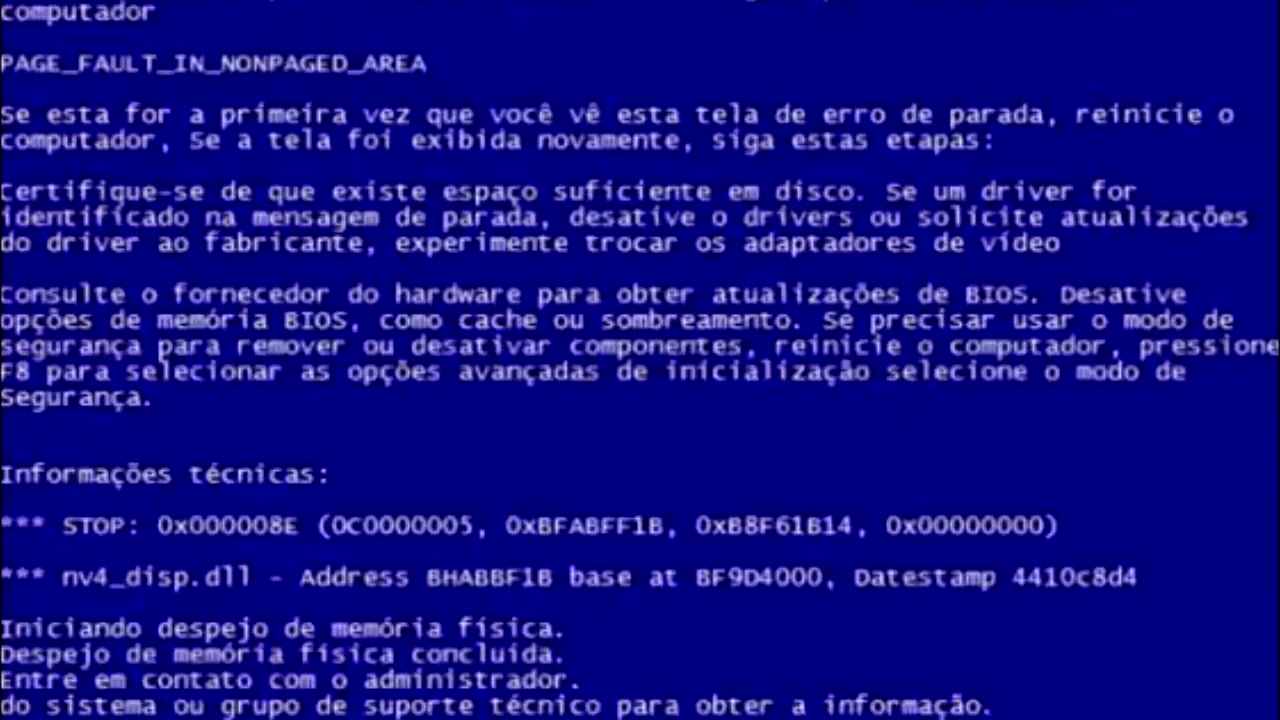 computador
PAGE_FAULT_IN_NONPAGED_AREA
Se esta for a primeira vez que você vê esta tela de erro de parada, reinicie o
computador, Se a tela foi exibida novamente, siga estas etapas:
Certifique-se de que existe espaço suficiente em disco. Se um driver for
identificado na mensagem de parada, desative o drivers ou solicite atualizações
do driver ao fabricante, experimente trocar os adaptadores de vídeo
Consulte o fornecedor do hardware para obter atualizações de BIOS. Desative
opções de memória BIOS, como cache ou sombreamento. Se precisar usar o modo de
segurança para remover ou desativar componentes, reinicie o computador, pressione
F8 para selecionar as opções avançadas de inicialização selecione o modo de
Segurança.
Informações técnicas:
*** STOP: 0x000008E (0C0000005, 0xBFABFF1B, 0xB8F61B14, 0x00000000)
*** nv4_disp.dll - Address BHABBF1B base at BF9D4000, Datestamp 4410c8d4
Iniciando despejo de memória física.
Despejo de memória física concluida.
Entre em contato com o administrador.
do sistema ou grupo de suporte técnico para obter a informação.